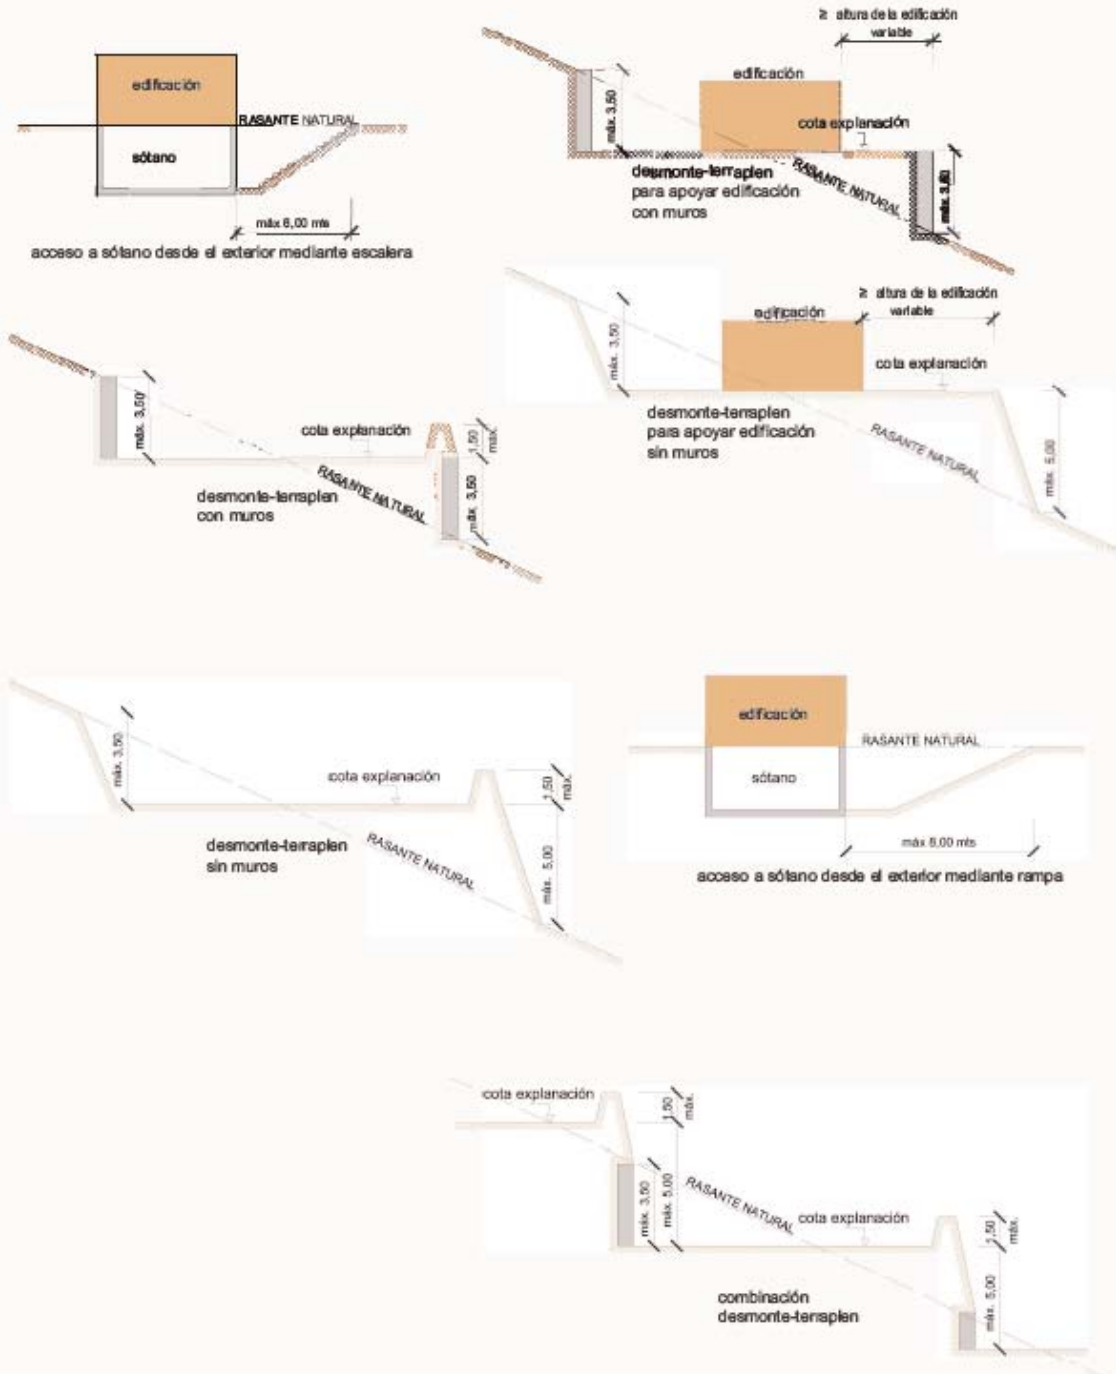 edificación
RASANTE NATURAL
sótano
máx 6,00 mts
acceso a sótano desde el exterior mediante escalera
≥ altura de la edificación
variable
edificación
máx. 3,50
cota explanación
desmonte-terraplen
para apoyar edificación
con muros
RASANTE NATURAL
máx. 3,50
máx. 3,50
cota explanación
1,50
máx.
RASANTE NATURAL
máx. 3,50
desmonte-terraplen
con muros
≥ altura de la edificación
variable
edificación
máx. 3,50
cota explanación
desmonte-terraplen
para apoyar edificación
sin muros
RASANTE NATURAL
máx. 5,00
máx. 3,50
cota explanación
1,50
máx.
desmonte-terraplen
sin muros
RASANTE NATURAL
máx. 5,00
edificación
RASANTE NATURAL
sótano
mts
acceso a sótano desde el exterior mediante rampa
cota explanación
1,50
máx.
máx. 3,50
máx. 5,00
RASANTE NATURAL
cota explanación
1,50
máx.
máx. 5,00
combinación
desmonte-terraplen